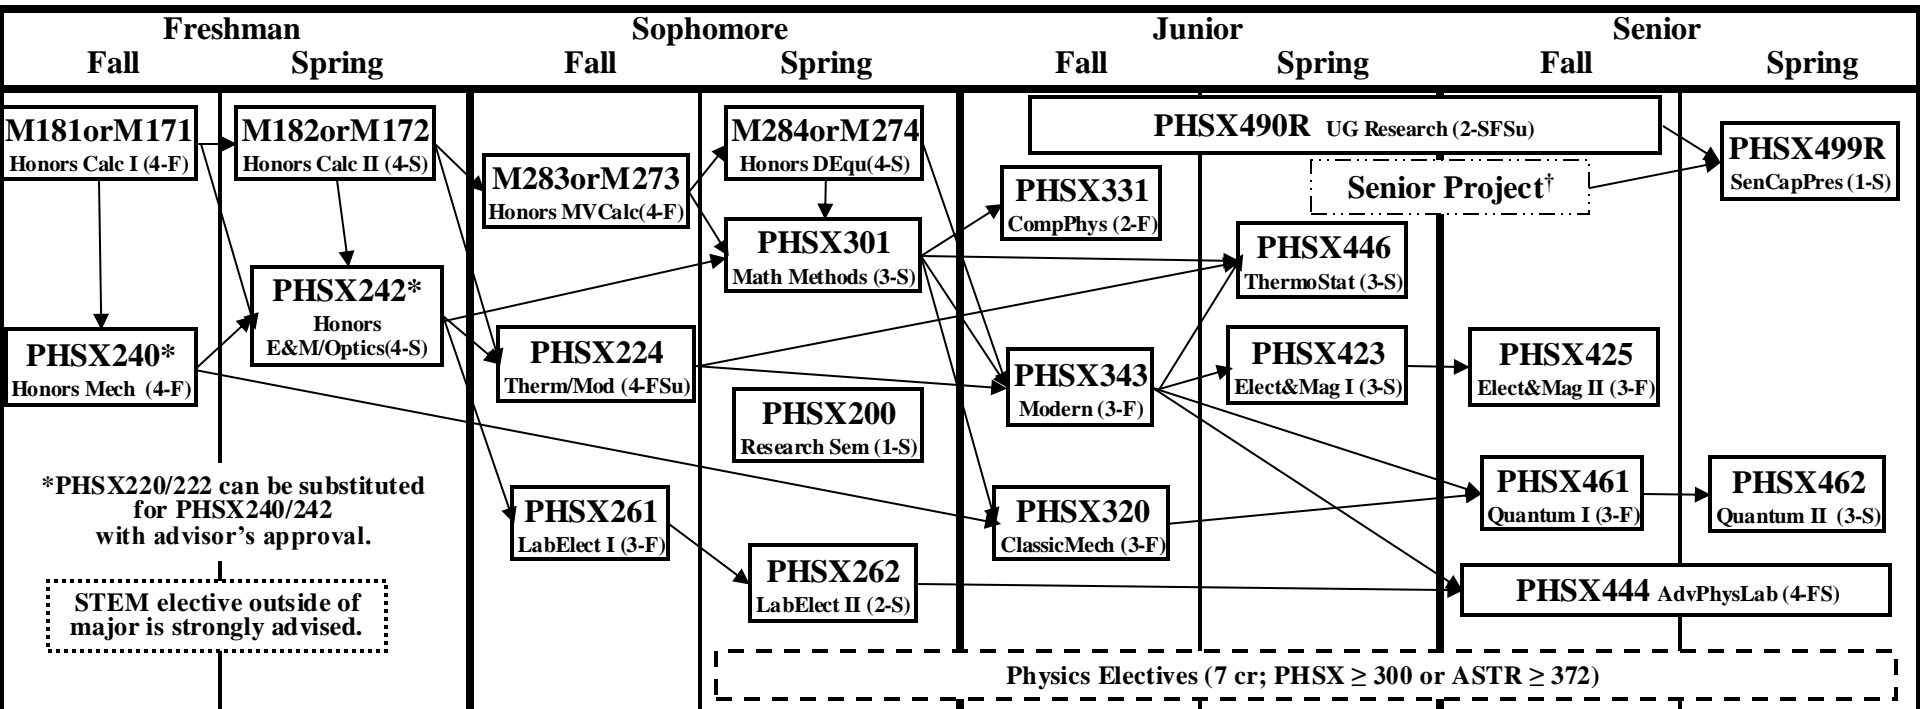 Freshman
Sophomore
Junior
Senior
Fall
Spring
Fall
Spring
Fall
Spring
Fall
Spring
M181orM171
Honors Calc I (4-F)
PHSX240*
Honors Mech (4-F)
M182orM172
Honors Calc II (4-S)
PHSX242*
Honors
E&M/Optics(4-S)
*PHSX220/222 can be substituted
for PHSX240/242
with advisor's approval.
STEM elective outside of
major is strongly advised.
M283orM273
Honors MVCalc(4-F)
PHSX224
Therm/Mod (4-FSu)
PHSX261
LabElect I (3-F)
M284orM274
Honors DEqu(4-S)
PHSX301
Math Methods (3-S)
PHSX200
Research Sem (1-S)
PHSX262
LabElect II (2-S)
PHSX490R UG Research (2-SFSu)
Senior Project†
PHSX331
CompPhys (2-F)
PHSX343
Modern (3-F)
PHSX320
ClassicMech (3-F)
PHSX446
ThermoStat (3-S)
PHSX423
Elect&Mag I (3-S)
PHSX425
Elect&Mag II (3-F)
PHSX461
Quantum I (3-F)
PHSX499R
SenCapPres (1-S)
PHSX462
Quantum II (3-S)
PHSX444 AdvPhysLab (4-FS)
Physics Electives (7 cr; PHSX ≥ 300 or ASTR ≥ 372)